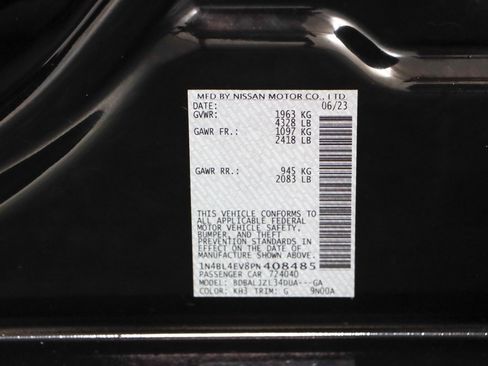 MFD BY NISSAN MOTOR CO., LTD.
DATE: 06/23
GVWR: 1963 KG
4328 LB
GAWR FR.: 1097 KG
2418 LB
GAWR RR.: 945 KG
2083 LB
THIS VEHICLE CONFORMS TO
ALL APPLICABLE FEDERAL
MOTOR VEHICLE SAFETY,
BUMPER, AND THEFT
PREVENTION STANDARDS IN
EFFECT ON THE DATE OF
MANUFACTURE SHOWN ABOVE.
1N4BL4EV8PN408485
PASSENGER CAR 724040
MODEL: BDBALJZL34DUA---GA
COLOR: KH3 TRIM: G 9N00A